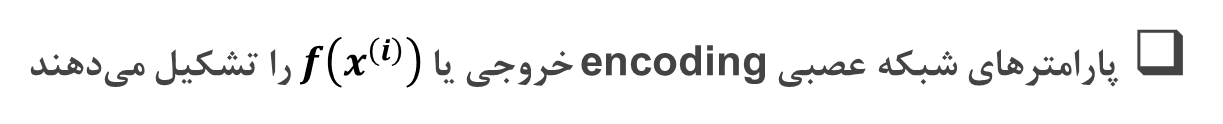 ❑ پارامترهای شبکه عصبی encoding خروجی یا f(x^(i)) را تشکیل می‌دهند